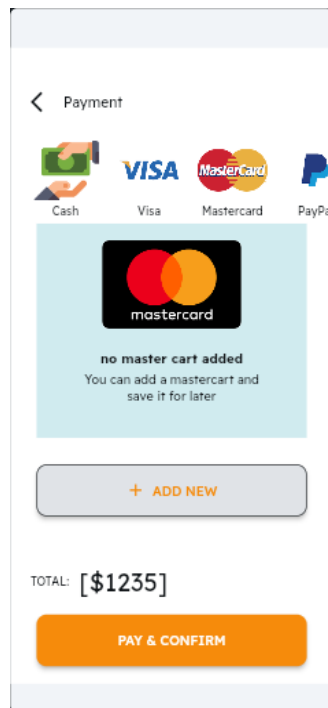 Payment
VISA
MasterCard
Cash
Visa
Mastercard
PayPa
mastercard
no master cart added
You can add a mastercart and
save it for later
+ ADD NEW
TOTAL: [$1235]
PAY & CONFIRM